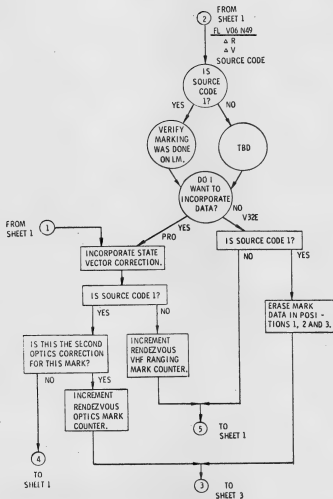 FROM
SHEET 1
2
FL V06 N49
Δ R
Δ V
SOURCE CODE
IS
SOURCE
CODE
1?
YES
NO
VERIFY
MARKING
WAS DONE
ON LM.
TBD
DO I
WANT TO
INCORPORATE
DATA?
NO
V32E
YES
PRO
FROM
SHEET 1
1
INCORPORATE STATE
VECTOR CORRECTION.
IS SOURCE CODE 1?
NO
YES
IS SOURCE CODE 1?
YES
NO
ERASE MARK
DATA IN POSI -
TIONS 1, 2 AND 3.
IS THIS THE SECOND
OPTICS CORRECTION
FOR THIS MARK?
NO
YES
INCREMENT
RENDEZVOUS
VHF RANGING
MARK COUNTER.
INCREMENT
RENDEZVOUS
OPTICS MARK
COUNTER.
5
TO
SHEET 1
4
TO
SHEET 1
3
TO
SHEET 3